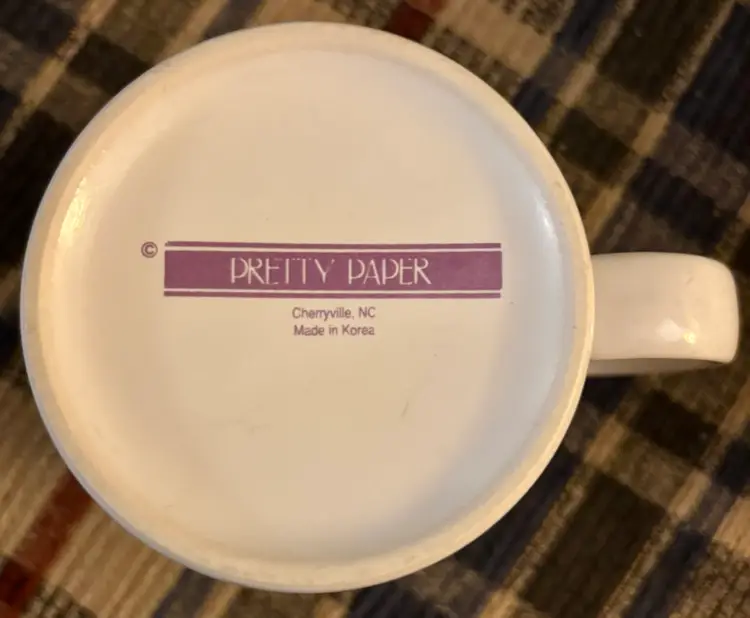 © PRETTY PAPER
Cherryville, NC
Made in Korea